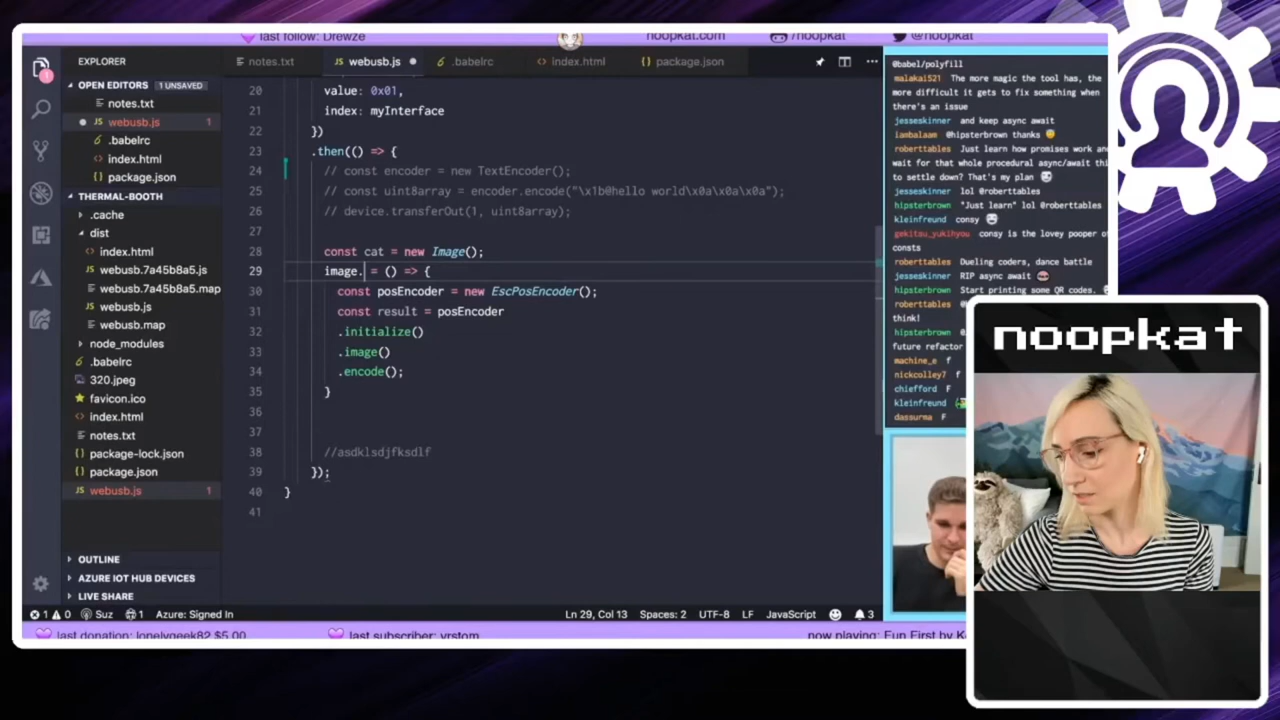 last follow: Drewze
noopkat.com
/noopkat
@noopkat
EXPLORER
OPEN EDITORS 1 UNSAVED
notes.txt
webusb.js 1
.babelrc
index.html
package.json
THERMAL-BOOTH
.cache
dist
index.html
webusb.7a45b8a5.js
webusb.7a45b8a5.map
webusb.js
webusb.map
node_modules
.babelrc
320.jpeg
favicon.ico
index.html
notes.txt
package-lock.json
package.json
webusb.js 1
OUTLINE
AZURE IOT HUB DEVICES
LIVE SHARE
notes.txt
webusb.js
.babelrc
index.html
package.json
20 value: 0x01,
21 index: myInterface
22 })
23 .then(() => {
24 // const encoder = new TextEncoder();
25 // const uint8array = encoder.encode("\x1b@hello world\x0a\x0a\x0a");
26 // device.transferOut(1, uint8array);
27
28 const cat = new Image();
29 image. = () => {
30 const posEncoder = new EscPosEncoder();
31 const result = posEncoder
32 .initialize()
33 .image()
34 .encode();
35 }
36
37
38 //asdklsdjfksdlf
39 });
40 }
41
1 0 Suz 1 Azure: Signed In
Ln 29, Col 13 Spaces: 2 UTF-8 LF JavaScript 3
last donation: lonelygeek82 $5.00
last subscriber: vrstom
now playing: Fun First by
@babel/polyfill
malakai521 The more magic the tool has, the
more difficult it gets to fix something when
there's an issue
jesseskinner and keep async await
iambalaam @hipsterbrown thanks
roberttables Just learn how promises work and
wait for that whole procedural async/await
to settle down? That's my plan
jesseskinner lol @roberttables
hipsterbrown "Just learn" lol @roberttables
kleinfreund consy
gekitsu_yukihyou consy is the lovey pooper of
consts
roberttables Dueling coders, dance battle
jesseskinner RIP async await
hipsterbrown Start printing some QR codes.
roberttables
think!
hipsterbrown
future refactor
machine_e f
nickcolley7 f
chiefford F
kleinfreund
dassurma F
noopkat